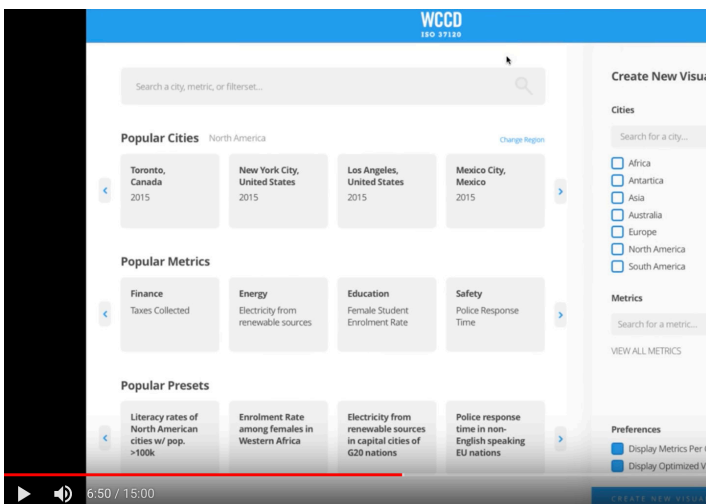 WCCD
ISO 37120
Search a city, metric, or filterset...
Popular Cities North America
Change Region
Toronto,
Canada
2015
New York City,
United States
2015
Los Angeles,
United States
2015
Mexico City,
Mexico
2015
Popular Metrics
Finance
Taxes Collected
Energy
Electricity from
renewable sources
Education
Female Student
Enrolment Rate
Safety
Police Response
Time
Popular Presets
Literacy rates of
North American
cities w/ pop.
>100k
Enrolment Rate
among females in
Western Africa
Electricity from
renewable sources
in capital cities of
G20 nations
Police response
time in non-
English speaking
EU nations
Create New Visua
Cities
Search for a city...
Africa
Antartica
Asia
Australia
Europe
North America
South America
Metrics
Search for a metric...
VIEW ALL METRICS
Preferences
Display Metrics Per
Display Optimized V
CREATE NEW VISUA
6:50 / 15:00